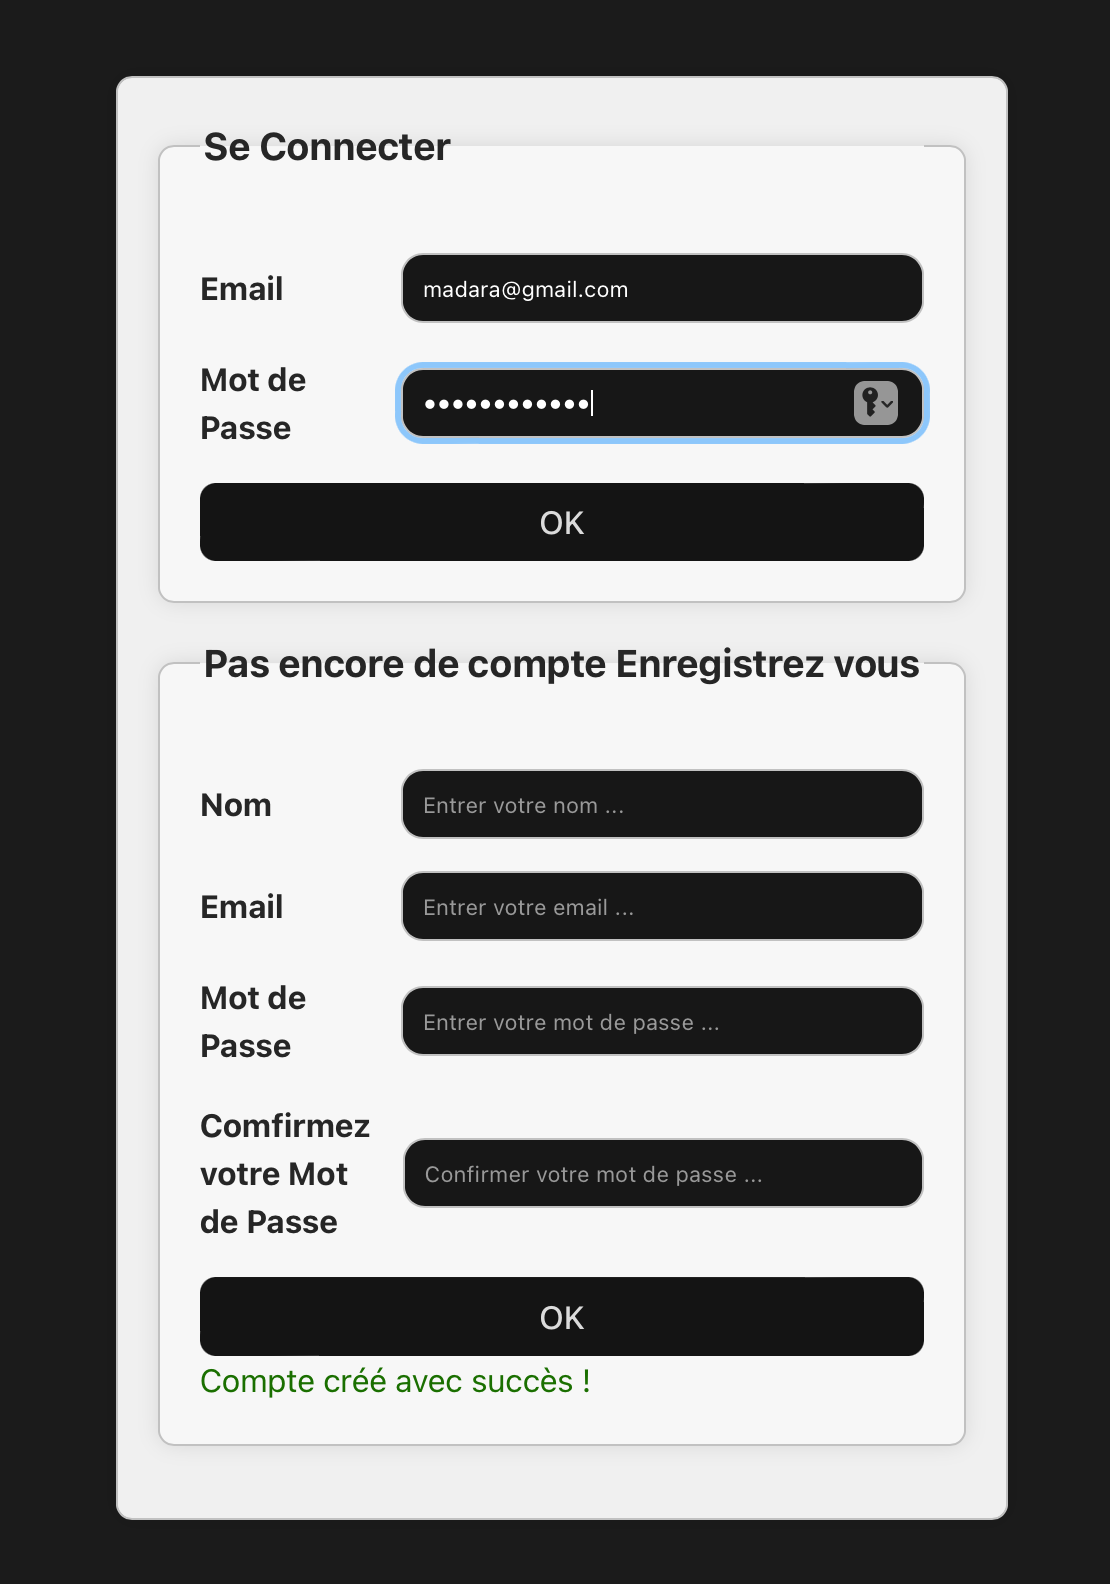 Se Connecter
Email
madara@gmail.com
Mot de
Passe
••••••••••••
OK
Pas encore de compte Enregistrez vous
Nom
Entrer votre nom ...
Email
Entrer votre email ...
Mot de
Passe
Entrer votre mot de passe ...
Comfirmez
votre Mot
de Passe
Confirmer votre mot de passe ...
OK
Compte créé avec succès !